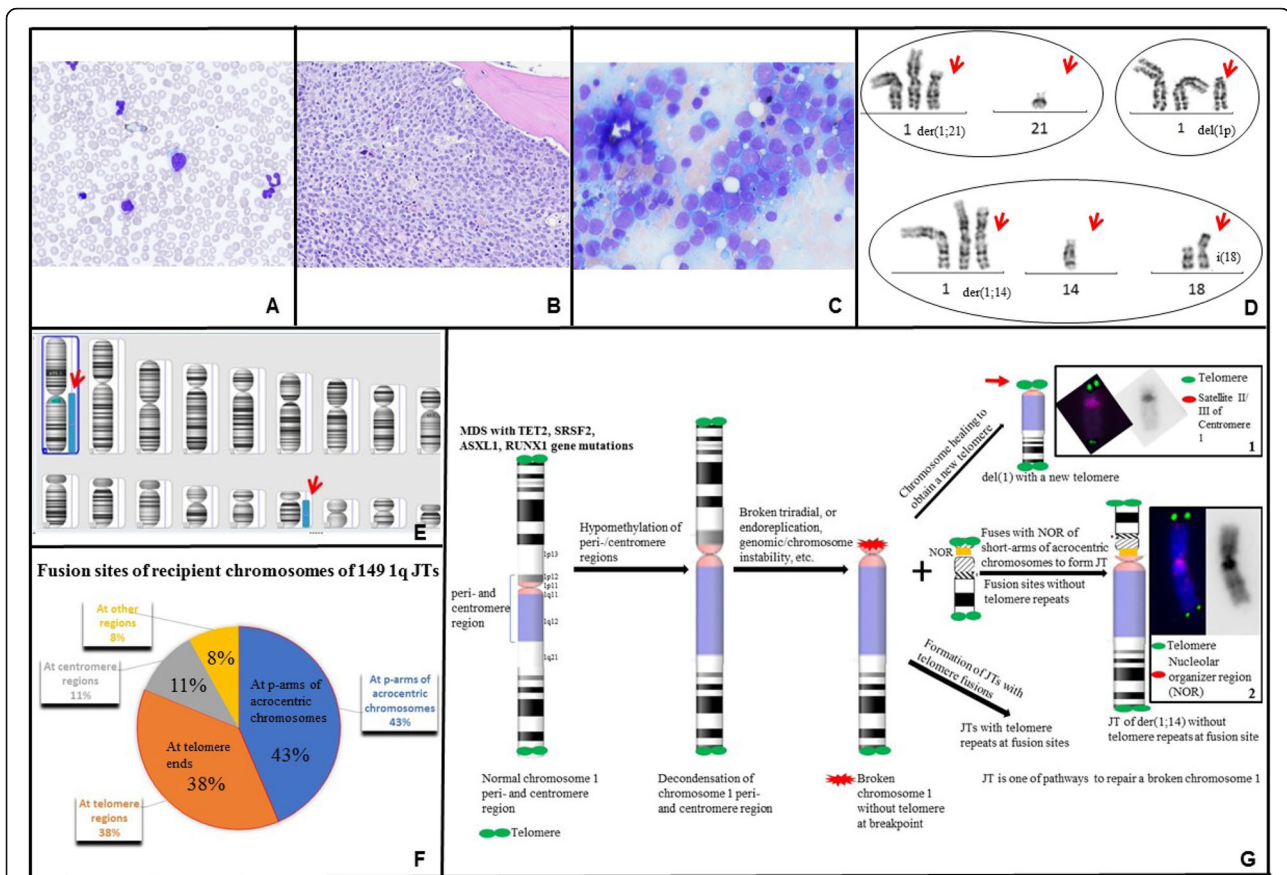 A
B
C
1 der(1;21)
21
1 del(1p)
1 der(1;14)
14
18
i(18)
D
E
Fusion sites of recipient chromosomes of 149 1q JTs
At other
regions
8%
8%
At centromere
regions
11%
11%
At p-arms of
acrocentric
chromosomes
43%
At p-arms of
acrocentric
chromosomes
43%
At telomere
ends
38%
At telomere
regions
38%
F
MDS with TET2, SRSF2,
ASXL1, RUNX1 gene mutations
1p13
1p12
1p11
1q11
1q12
1q21
peri- and
centromere
region
Normal chromosome 1
peri- and centromere
region
Telomere
Hypomethylation of
peri-/centromere
regions
Decondensation of
chromosome 1 peri-
and centromere region
Broken triradial, or
endoreplication,
genomic/chromosome
instability, etc.
Broken
chromosome 1
without telomere
at breakpoint
Chromosome healing to
obtain a new telomere
del(1) with a new telomere
Telomere
Satellite II/
III of
Centromere
1
1
+
NOR
Fuses with NOR of
short-arms of acrocentric
chromosomes to form JT
Fusion sites without
telomere repeats
Telomere
Nucleolar
organizer region
(NOR)
2
JT of der(1;14) without
telomere repeats at fusion site
Formation of JTs with
telomere fusions
JTs with telomere
repeats at fusion sites
JT is one of pathways to repair a broken chromosome 1
G